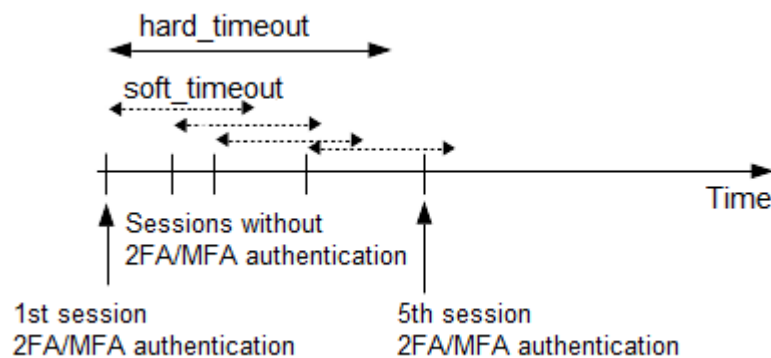 hard_timeout
soft_timeout
Time
Sessions without
2FA/MFA authentication
1st session
2FA/MFA authentication
5th session
2FA/MFA authentication